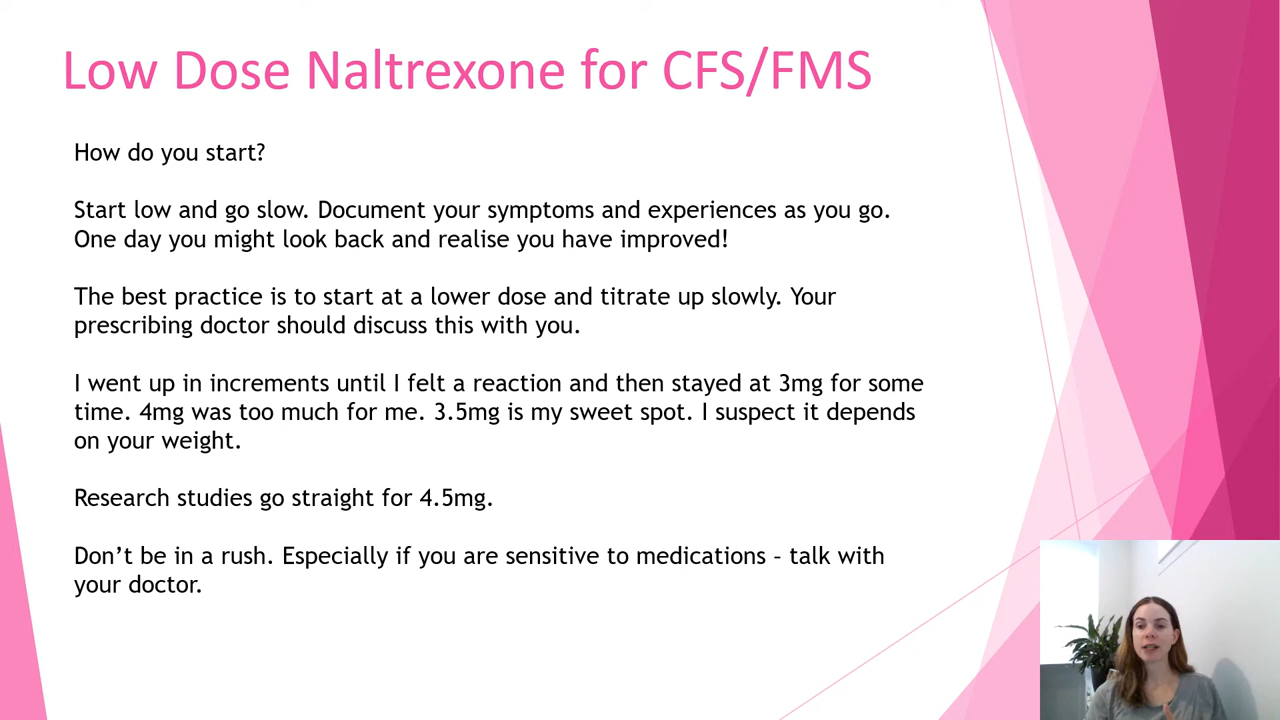 Low Dose Naltrexone for CFS/FMS
How do you start?
Start low and go slow. Document your symptoms and experiences as you go.
One day you might look back and realise you have improved!
The best practice is to start at a lower dose and titrate up slowly. Your
prescribing doctor should discuss this with you.
I went up in increments until I felt a reaction and then stayed at 3mg for some
time. 4mg was too much for me. 3.5mg is my sweet spot. I suspect it depends
on your weight.
Research studies go straight for 4.5mg.
Don’t be in a rush. Especially if you are sensitive to medications – talk with
your doctor.